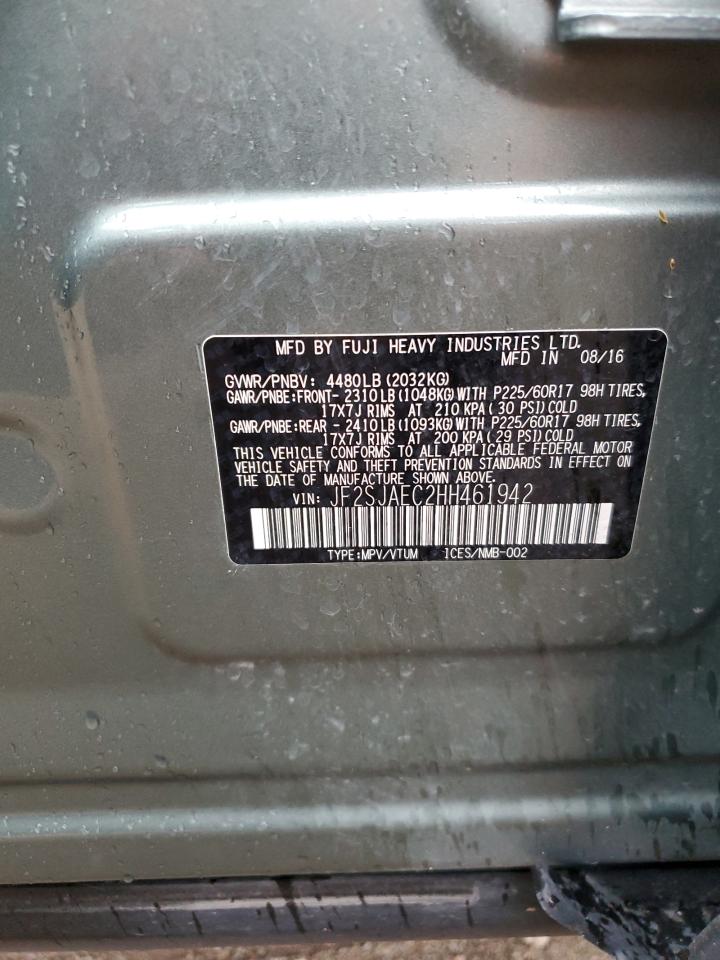 MFD BY FUJI HEAVY INDUSTRIES LTD.
MFD IN 08/16
GVWR/PNBV: 4480LB (2032KG)
GAWR/PNBE:FRONT- 2310LB (1048KG) WITH P225/60R17 98H TIRES,
17X7J RIMS AT 210 KPA ( 30 PSI) COLD
GAWR/PNBE:REAR - 2410LB (1093KG) WITH P225/60R17 98H TIRES,
17X7J RIMS AT 200 KPA ( 29 PSI) COLD
THIS VEHICLE CONFORMS TO ALL APPLICABLE FEDERAL MOTOR
VEHICLE SAFETY AND THEFT PREVENTION STANDARDS IN EFFECT ON
THE DATE OF MANUFACTURE SHOWN ABOVE.
VIN: JF2SJAEC2HH461942
TYPE:MPV/VTUM ICES/NMB-002